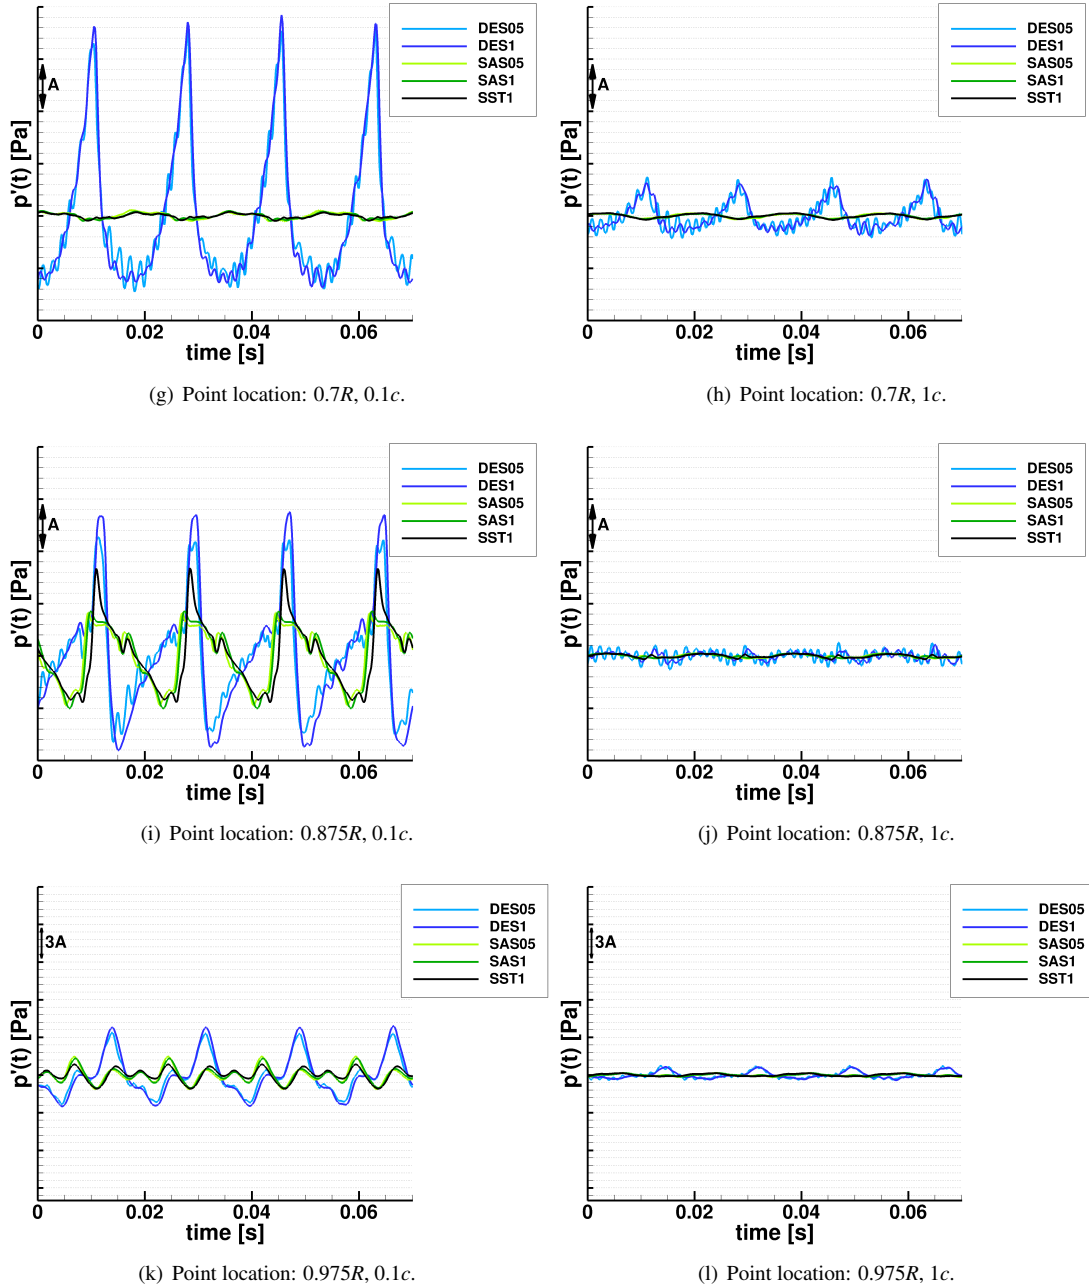 DES05
DES1
SAS05
SAS1
SST1
A
p'(t) [Pa]
0
0.02
0.04
0.06
time [s]
(g) Point location: 0.7R, 0.1c.
DES05
DES1
SAS05
SAS1
SST1
A
p'(t) [Pa]
0
0.02
0.04
0.06
time [s]
(h) Point location: 0.7R, 1c.
DES05
DES1
SAS05
SAS1
SST1
A
p'(t) [Pa]
0
0.02
0.04
0.06
time [s]
(i) Point location: 0.875R, 0.1c.
DES05
DES1
SAS05
SAS1
SST1
A
p'(t) [Pa]
0
0.02
0.04
0.06
time [s]
(j) Point location: 0.875R, 1c.
DES05
DES1
SAS05
SAS1
SST1
3A
p'(t) [Pa]
0
0.02
0.04
0.06
time [s]
(k) Point location: 0.975R, 0.1c.
DES05
DES1
SAS05
SAS1
SST1
3A
p'(t) [Pa]
0
0.02
0.04
0.06
time [s]
(l) Point location: 0.975R, 1c.